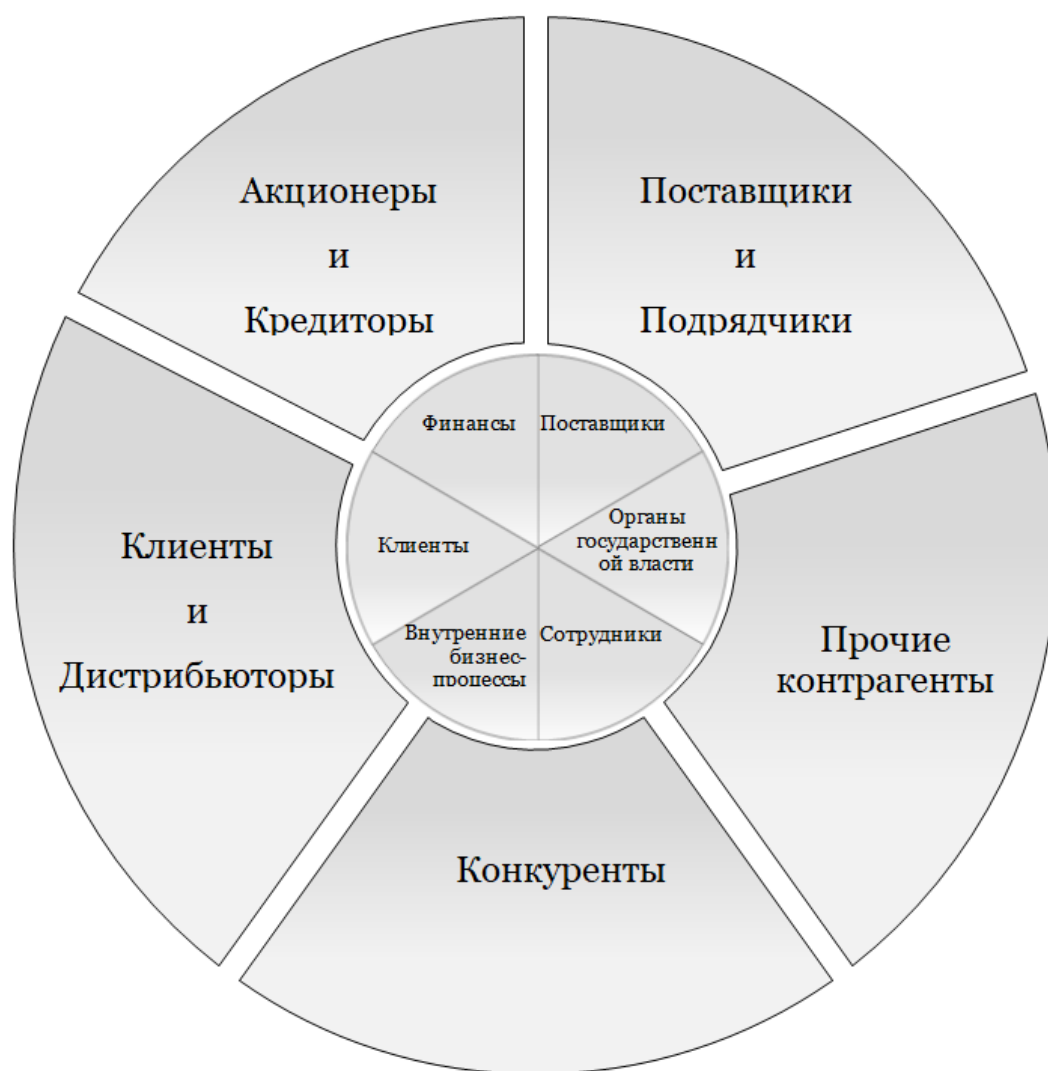 Акционеры
и
Кредиторы
Поставщики
и
Подрядчики
Финансы
Поставщики
Клиенты
Органы
государственн
ой власти
Внутренние
бизнес-
процессы
Сотрудники
Клиенты
и
Дистрибьюторы
Прочие
контрагенты
Конкуренты